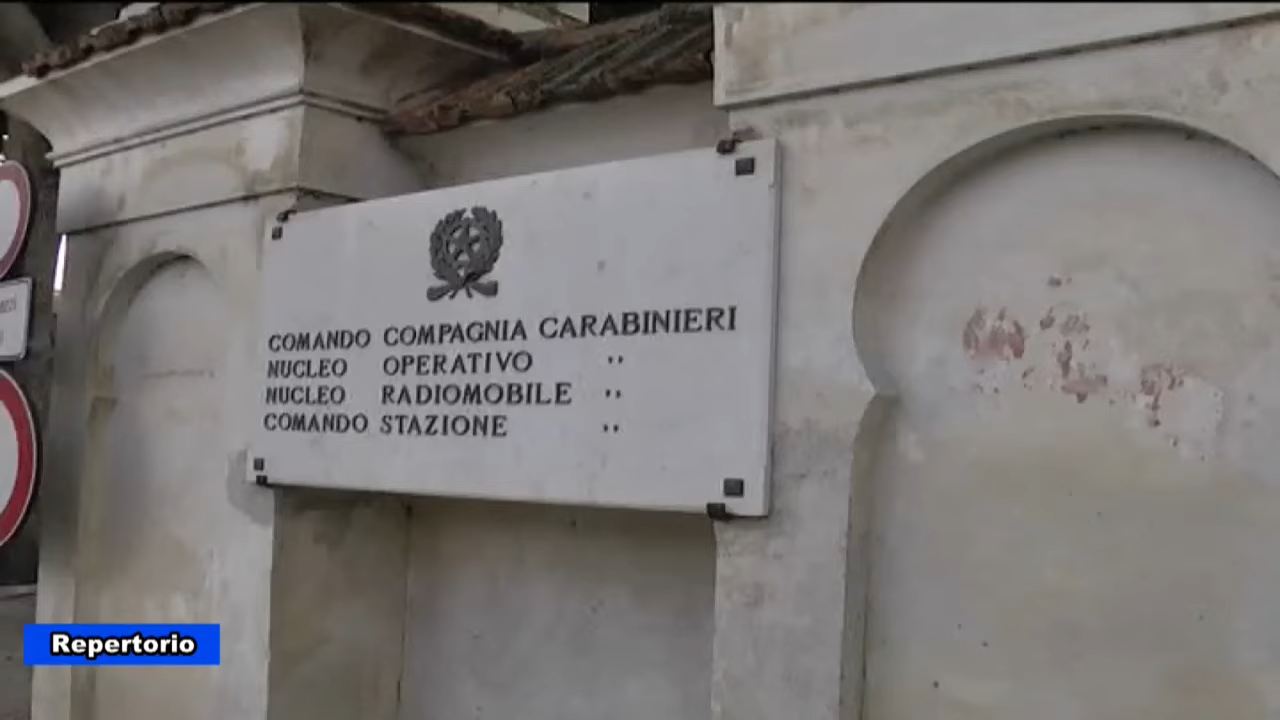 COMANDO COMPAGNIA CARABINIERI
NUCLEO OPERATIVO "
NUCLEO RADIOMOBILE "
COMANDO STAZIONE "
Repertorio